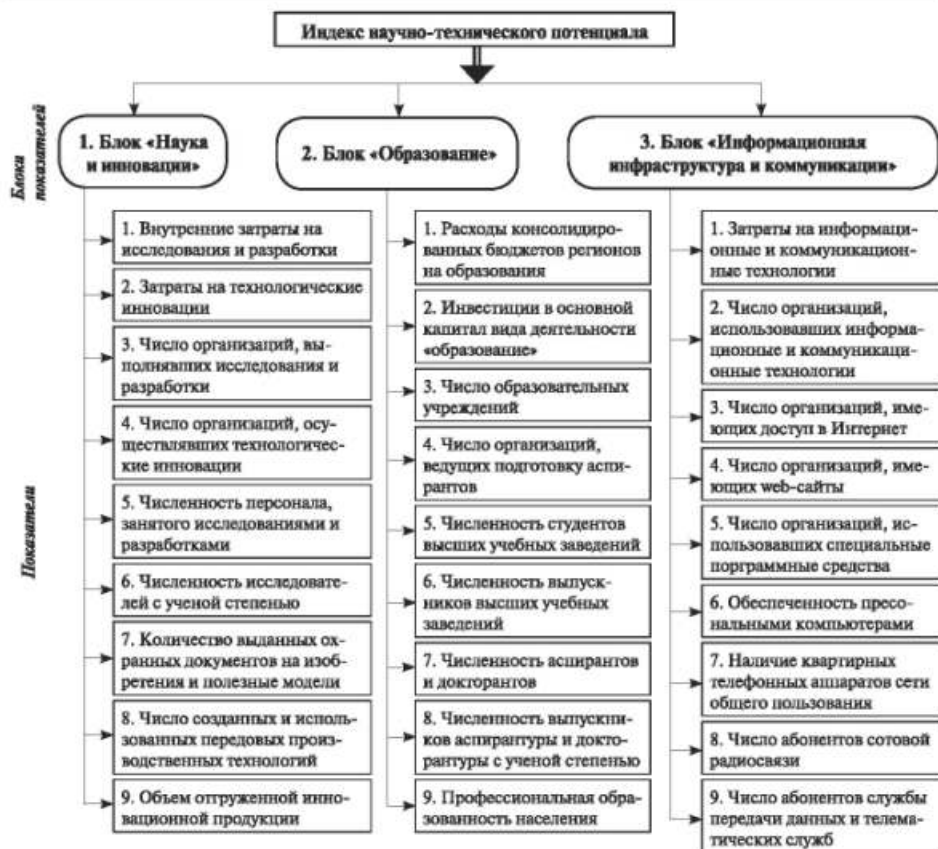 Индекс научно-технического потенциала
Блоки
показателей
1. Блок «Наука
и инновации»
2. Блок «Образование»
3. Блок «Информационная
инфраструктура и коммуникации»
Показатели
1. Внутренние затраты на
исследования и разработки
2. Затраты на технологические
инновации
3. Число организаций, вы-
полнявших исследования и
разработки
4. Число организаций, осу-
ществлявших технологичес-
кие инновации
5. Численность персонала,
занятого исследованиями и
разработками
6. Численность исследовате-
лей с ученой степенью
7. Количество выданных ох-
ранных документов на изоб-
ретения и полезные модели
8. Число созданных и исполь-
зованных передовых произ-
водственных технологий
9. Объем отгруженной инно-
вационной продукции
1. Расходы консолидиро-
ванных бюджетов регионов
на образования
2. Инвестиции в основной
капитал вида деятельности
«образование»
3. Число образовательных
учреждений
4. Число организаций,
ведущих подготовку аспи-
рантов
5. Численность студентов
высших учебных заведений
6. Численность выпуск-
ников высших учебных
заведений
7. Численность аспирантов
и докторантов
8. Численность выпускни-
ков аспирантуры и докто-
рантуры с ученой степенью
9. Профессиональная обра-
зованность населения
1. Затраты на информаци-
онные и коммуникацион-
ные технологии
2. Число организаций,
использовавших информа-
ционные и коммуникаци-
онные технологии
3. Число организаций, име-
ющих доступ в Интернет
4. Число организаций, име-
ющих web-сайты
5. Число организаций, ис-
пользовавших специальные
порграммные средства
6. Обеспеченность пресо-
нальными компьютерами
7. Наличие квартирных
телефонных аппаратов сети
общего пользования
8. Число абонентов сотовой
радиосвязи
9. Число абонентов службы
передачи данных и телема-
тических служб